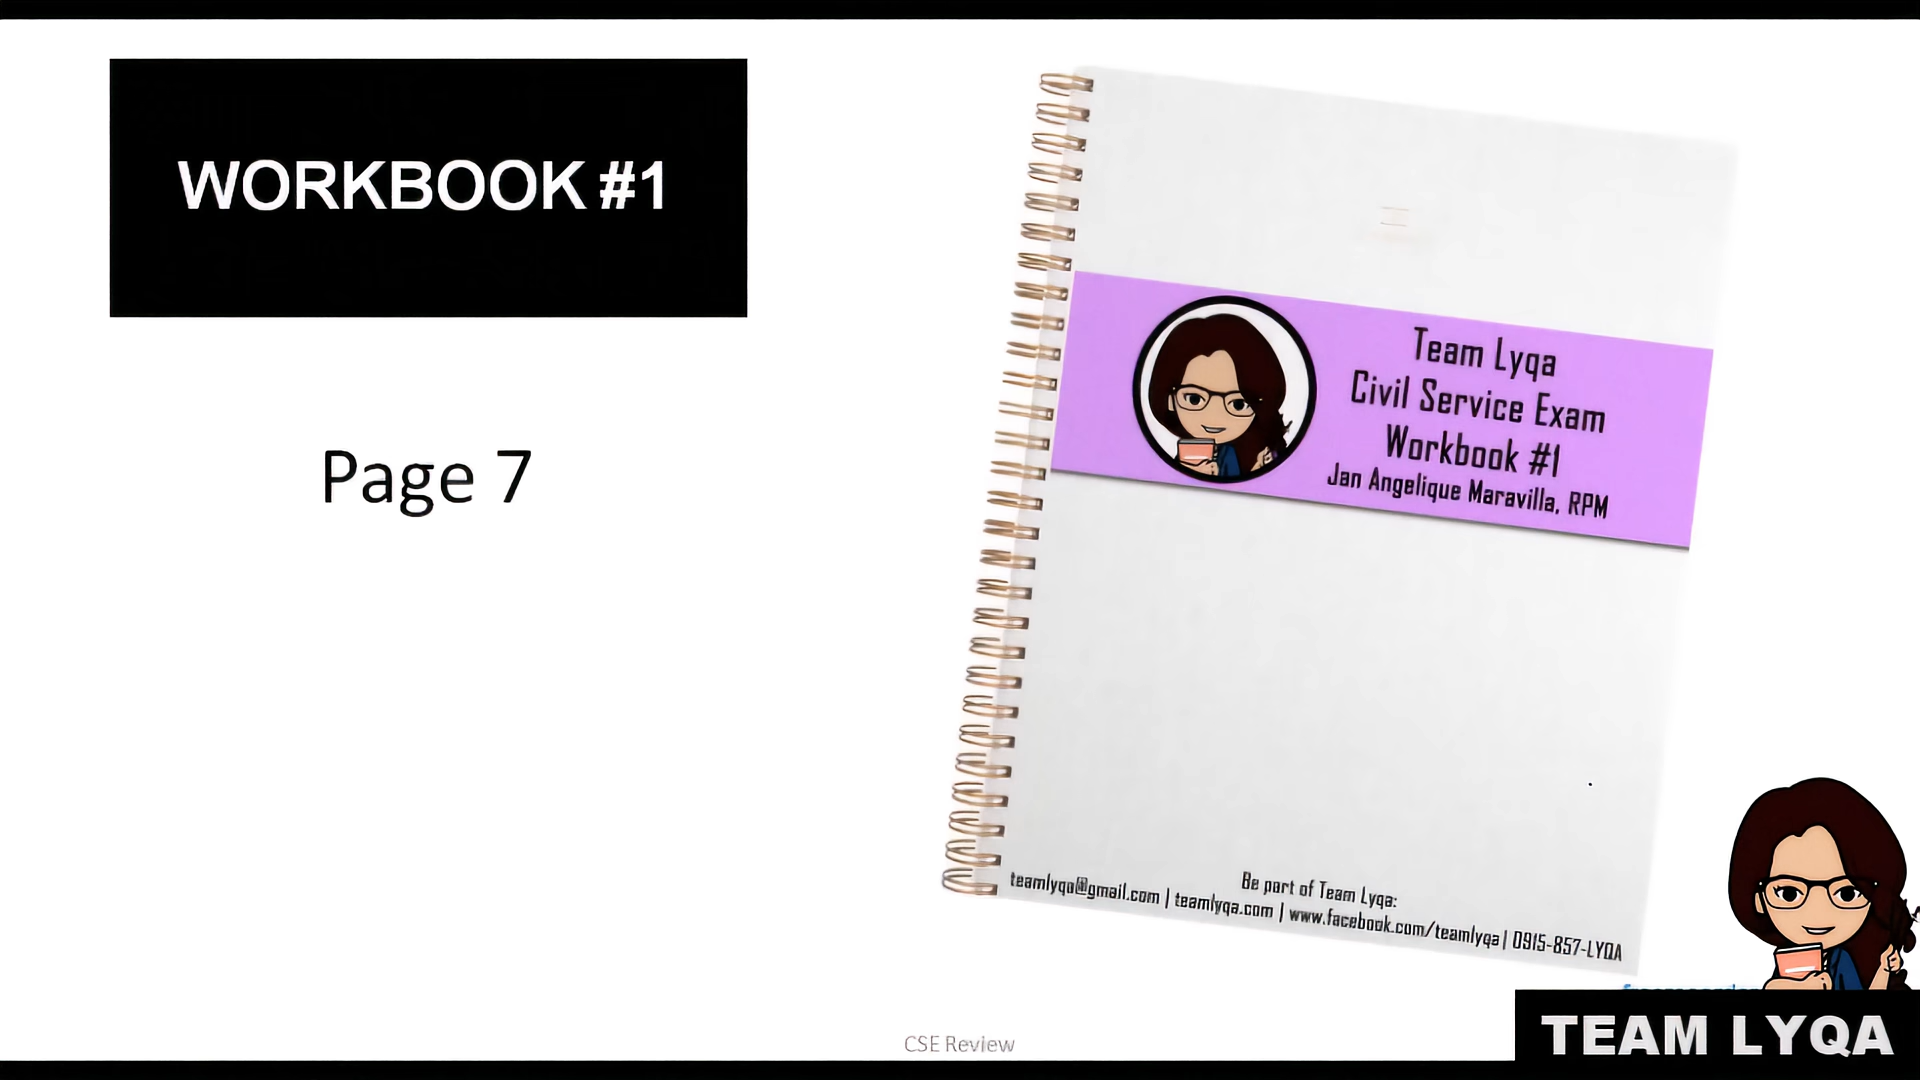 WORKBOOK #1
Page 7
Team Lyqa
Civil Service Exam
Workbook #1
Jan Angelique Maravilla, RPM
Be part of Team Lyqa:
teamlyqa@gmail.com | teamlyqa.com | www.facebook.com/teamlyqa | 0915-857-LYQA
CSE Review
TEAM LYQA